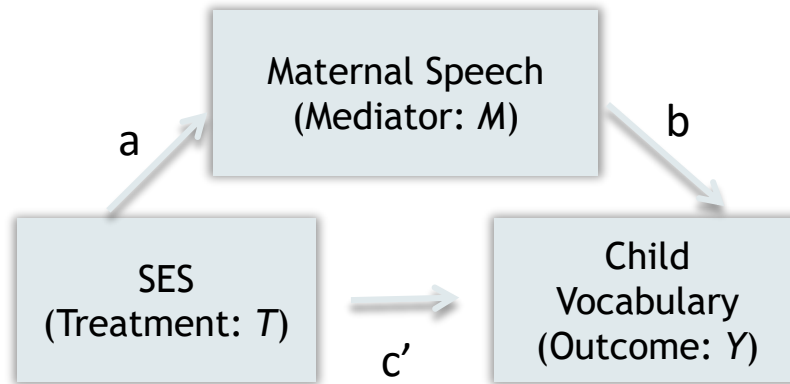 Maternal Speech
(Mediator: M)
a
b
SES
(Treatment: T)
c’
Child
Vocabulary
(Outcome: Y)